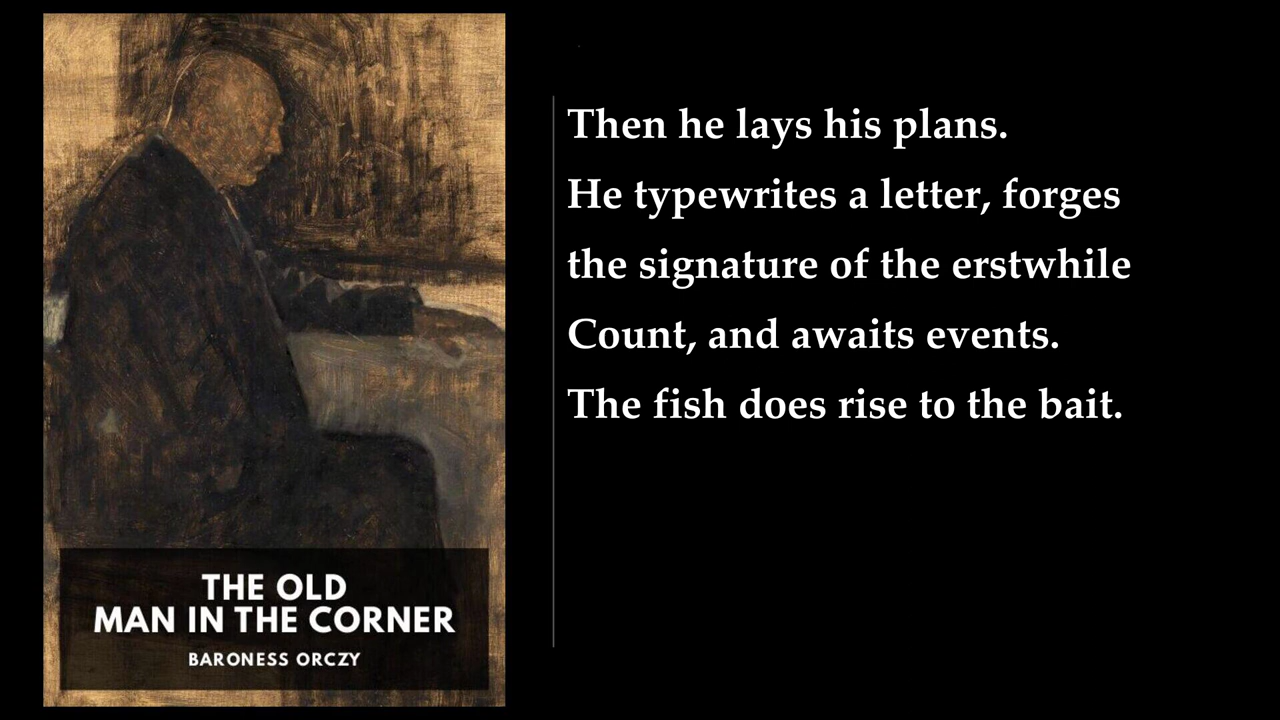 THE OLD
MAN IN THE CORNER
BARONESS ORCZY
Then he lays his plans.
He typewrites a letter, forges
the signature of the erstwhile
Count, and awaits events.
The fish does rise to the bait.